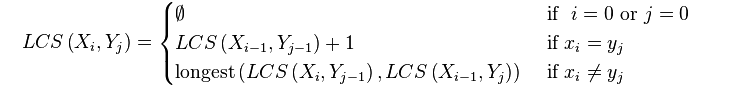 ∅ if i = 0 or j = 0
LCS (X_i, Y_j) = { LCS (X_{i−1}, Y_{j−1}) + 1 if x_i = y_j
longest (LCS (X_i, Y_{j−1}) , LCS (X_{i−1}, Y_j)) if x_i ≠ y_j